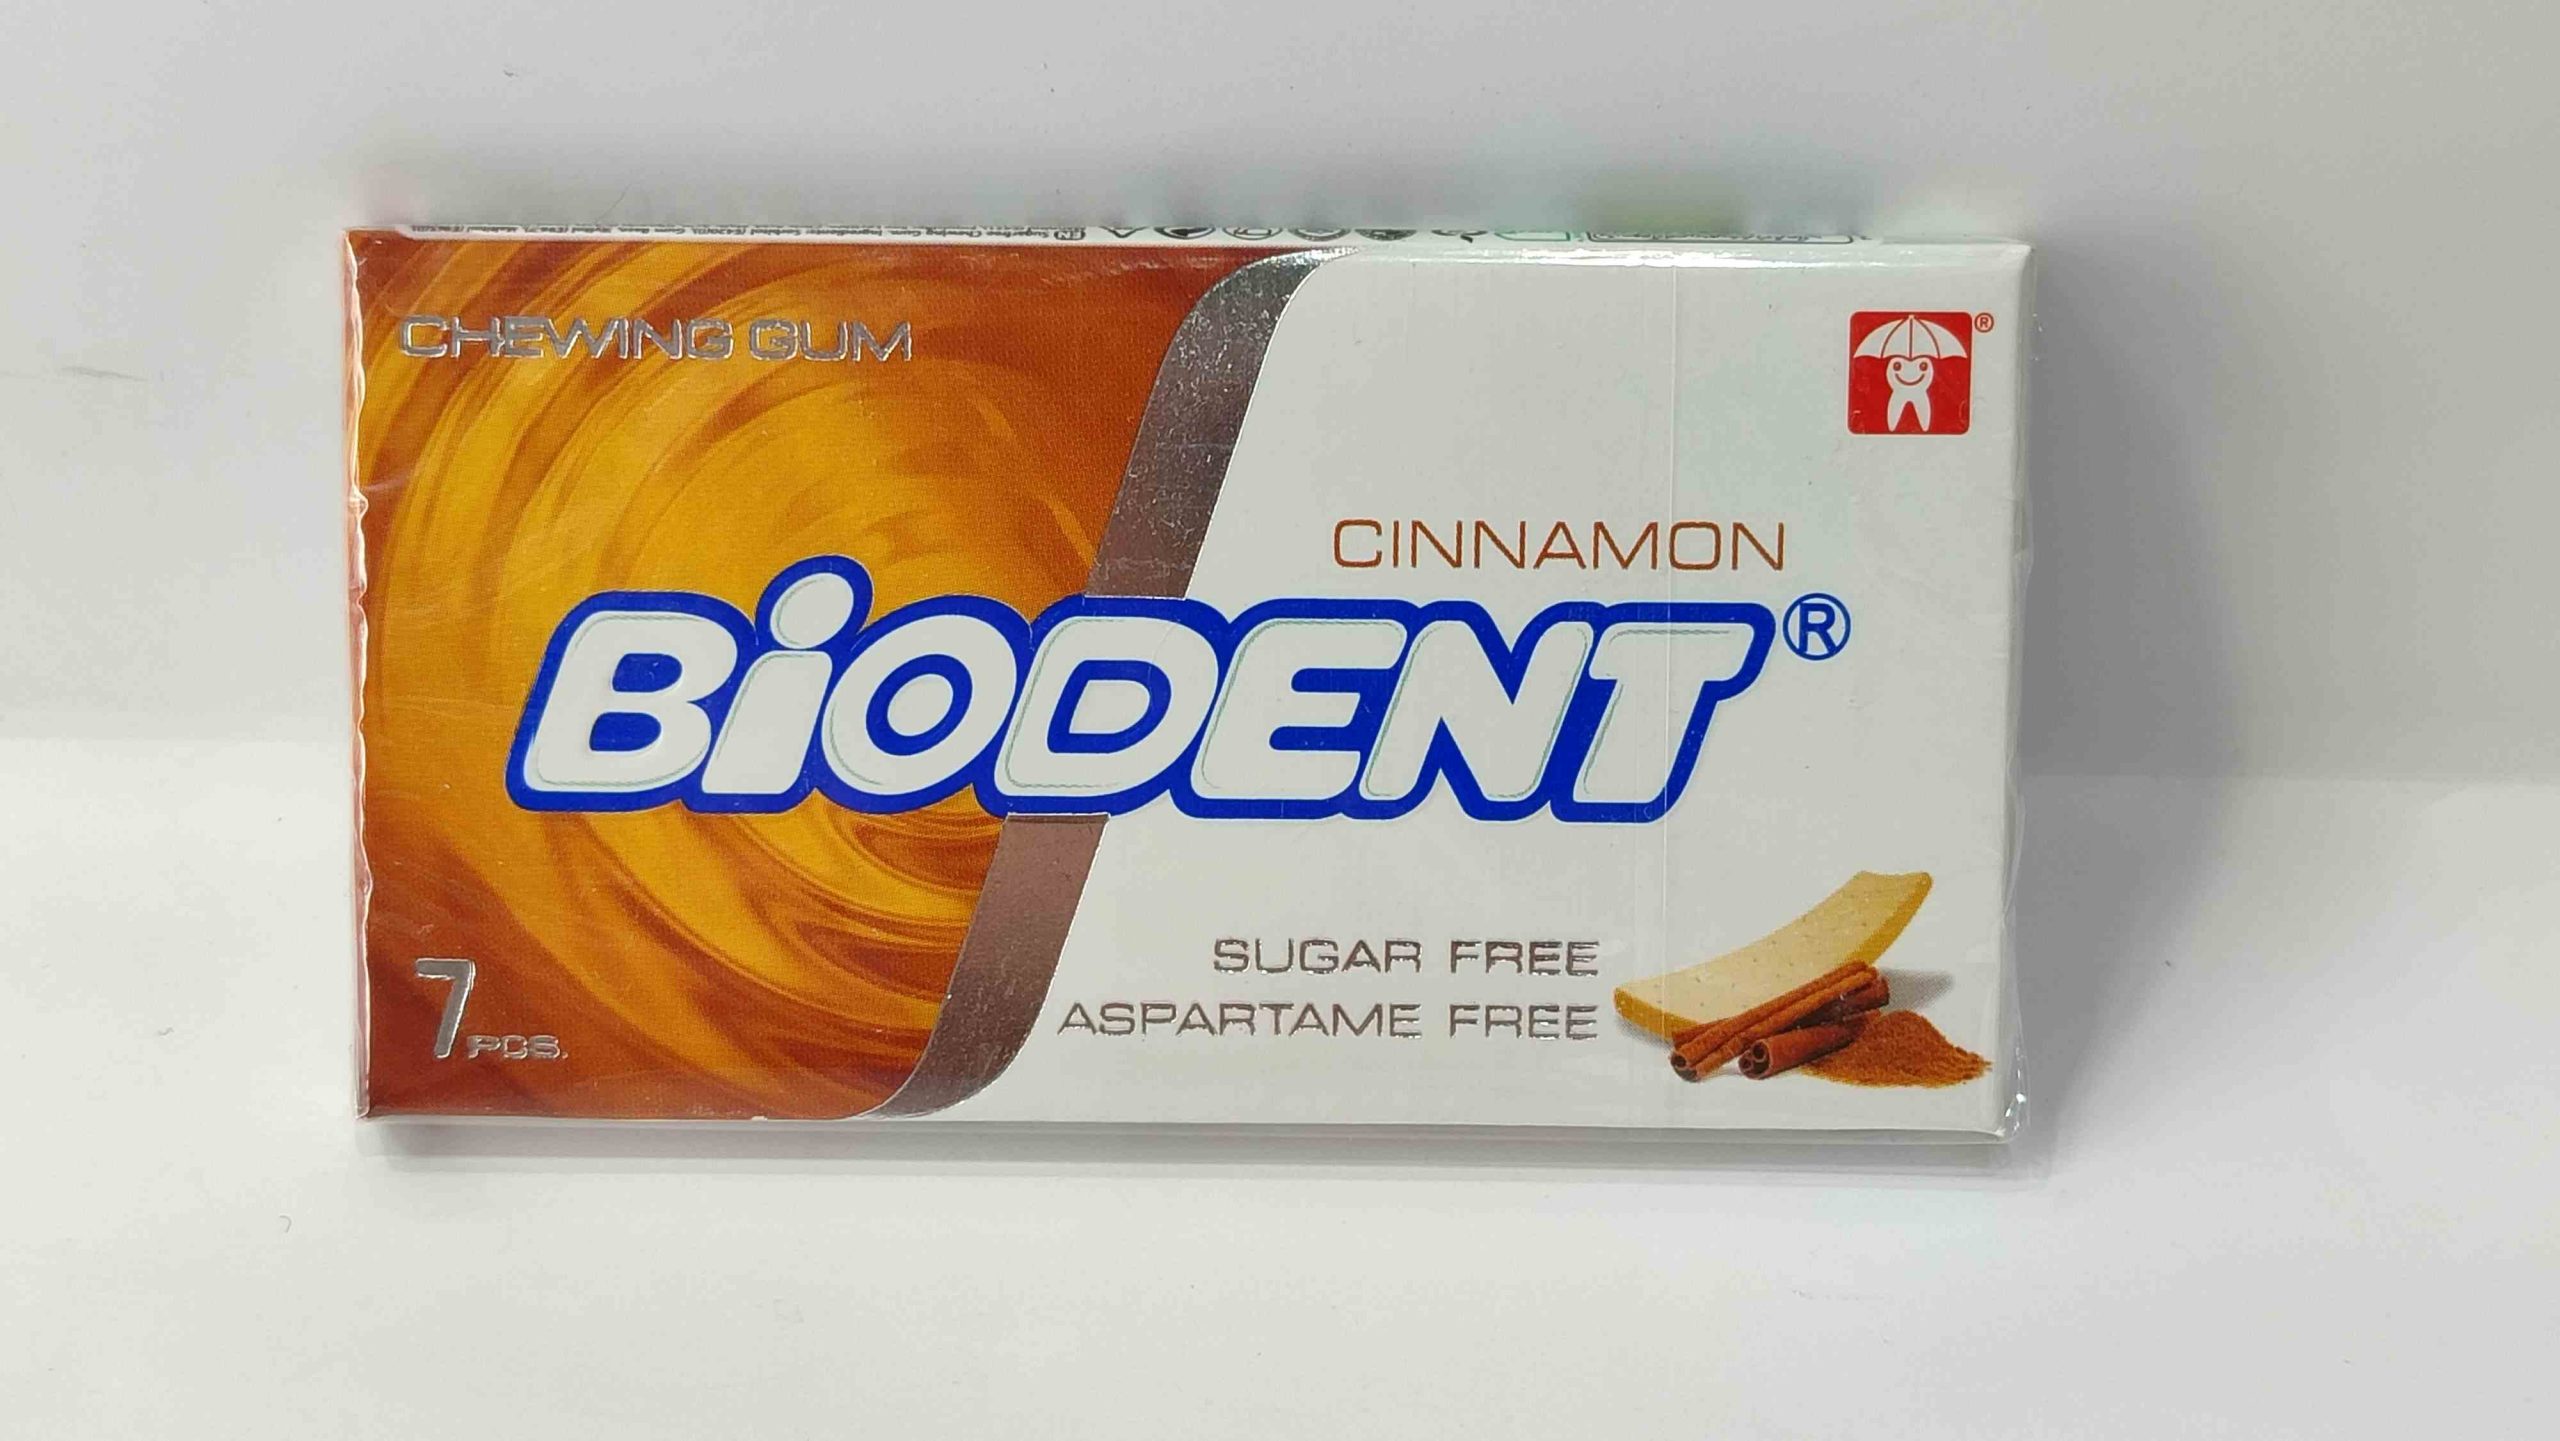 CHEWING GUM
®
CINNAMON
BiODENT®
SUGAR FREE
ASPARTAME FREE
7 PCS.